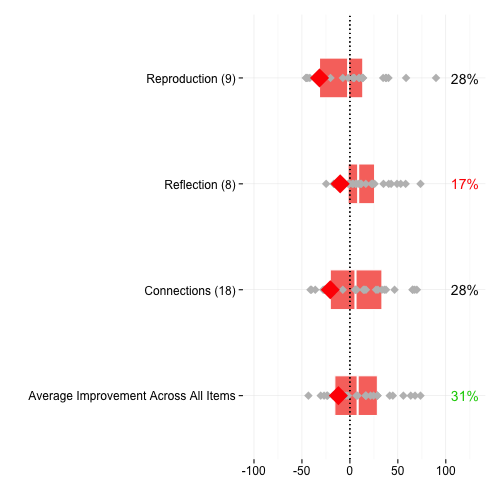 Reproduction (9) 28%
Reflection (8) 17%
Connections (18) 28%
Average Improvement Across All Items 31%
-100 -50 0 50 100